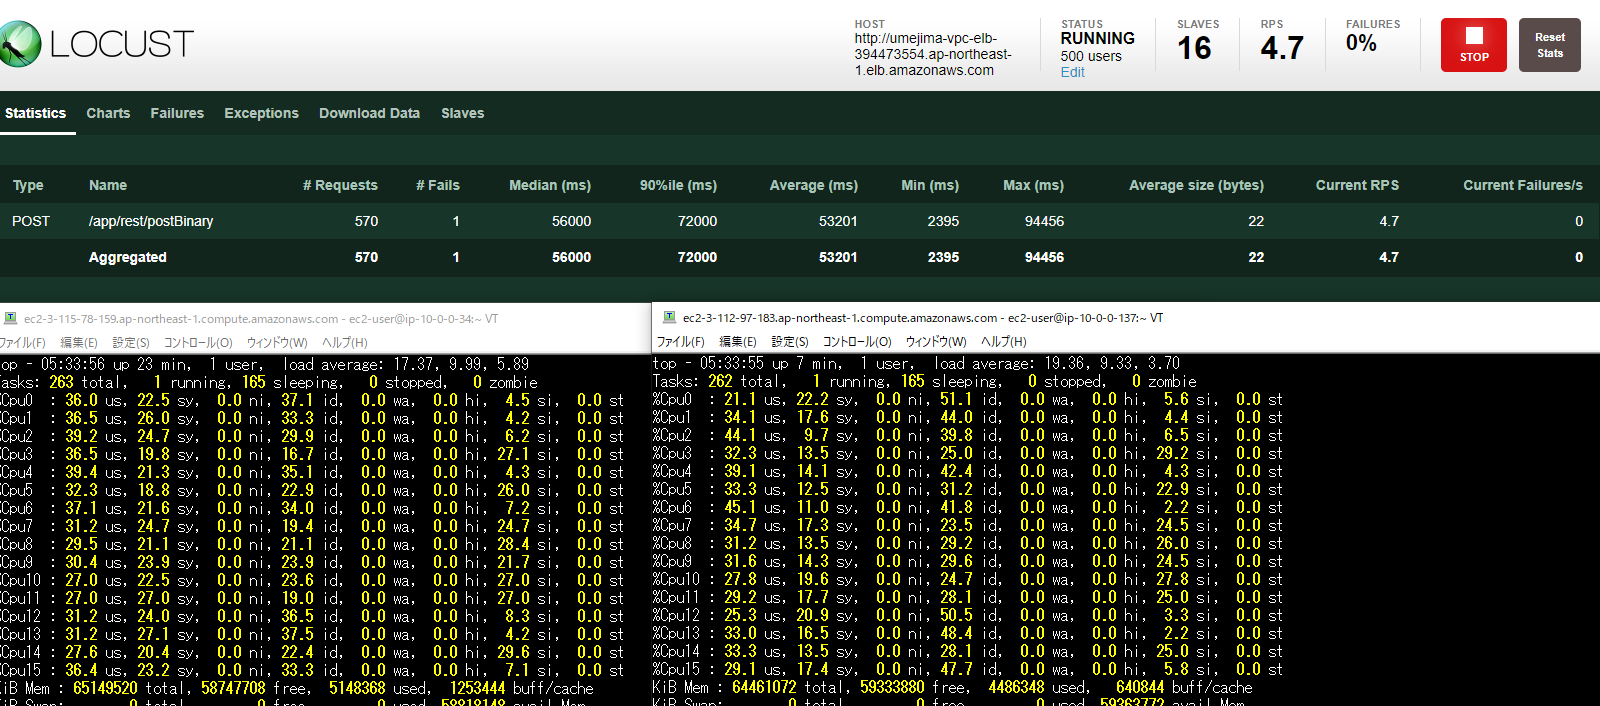 LOCUST
HOST
http://umejima-vpc-elb-
394473554.ap-northeast-
1.elb.amazonaws.com
STATUS
RUNNING
500 users
Edit
SLAVES
16
RPS
4.7
FAILURES
0%
STOP
Reset
Stats
Statistics Charts Failures Exceptions Download Data Slaves
Type Name # Requests # Fails Median (ms) 90%ile (ms) Average (ms) Min (ms) Max (ms) Average size (bytes) Current RPS Current Failures/s
POST /app/rest/postBinary 570 1 56000 72000 53201 2395 94456 22 4.7 0
Aggregated 570 1 56000 72000 53201 2395 94456 22 4.7 0
ec2-3-115-78-159.ap-northeast-1.compute.amazonaws.com - ec2-user@ip-10-0-0-34:~ VT
ファイル(F) 編集(E) 設定(S) コントロール(O) ウィンドウ(W) ヘルプ(H)
top - 05:33:56 up 23 min, 1 user, load average: 17.37, 9.99, 5.89
Tasks: 263 total, 1 running, 165 sleeping, 0 stopped, 0 zombie
%Cpu0 : 36.0 us, 22.5 sy, 0.0 ni, 37.1 id, 0.0 wa, 0.0 hi, 4.5 si, 0.0 st
%Cpu1 : 36.5 us, 26.0 sy, 0.0 ni, 33.3 id, 0.0 wa, 0.0 hi, 4.2 si, 0.0 st
%Cpu2 : 39.2 us, 24.7 sy, 0.0 ni, 29.9 id, 0.0 wa, 0.0 hi, 6.2 si, 0.0 st
%Cpu3 : 36.5 us, 19.8 sy, 0.0 ni, 16.7 id, 0.0 wa, 0.0 hi, 27.1 si, 0.0 st
%Cpu4 : 39.4 us, 21.3 sy, 0.0 ni, 35.1 id, 0.0 wa, 0.0 hi, 4.3 si, 0.0 st
%Cpu5 : 32.3 us, 18.8 sy, 0.0 ni, 22.9 id, 0.0 wa, 0.0 hi, 26.0 si, 0.0 st
%Cpu6 : 37.1 us, 21.6 sy, 0.0 ni, 34.0 id, 0.0 wa, 0.0 hi, 7.2 si, 0.0 st
%Cpu7 : 31.2 us, 24.7 sy, 0.0 ni, 19.4 id, 0.0 wa, 0.0 hi, 24.7 si, 0.0 st
%Cpu8 : 29.5 us, 21.1 sy, 0.0 ni, 21.1 id, 0.0 wa, 0.0 hi, 28.4 si, 0.0 st
%Cpu9 : 30.4 us, 23.9 sy, 0.0 ni, 23.9 id, 0.0 wa, 0.0 hi, 21.7 si, 0.0 st
%Cpu10 : 27.0 us, 22.5 sy, 0.0 ni, 23.6 id, 0.0 wa, 0.0 hi, 27.0 si, 0.0 st
%Cpu11 : 27.0 us, 27.0 sy, 0.0 ni, 19.0 id, 0.0 wa, 0.0 hi, 27.0 si, 0.0 st
%Cpu12 : 31.2 us, 24.0 sy, 0.0 ni, 36.5 id, 0.0 wa, 0.0 hi, 8.3 si, 0.0 st
%Cpu13 : 31.2 us, 27.1 sy, 0.0 ni, 37.5 id, 0.0 wa, 0.0 hi, 4.2 si, 0.0 st
%Cpu14 : 27.6 us, 20.4 sy, 0.0 ni, 22.4 id, 0.0 wa, 0.0 hi, 29.6 si, 0.0 st
%Cpu15 : 36.4 us, 23.2 sy, 0.0 ni, 33.3 id, 0.0 wa, 0.0 hi, 7.1 si, 0.0 st
KiB Mem : 65149520 total, 58747708 free, 5148368 used, 1253444 buff/cache
KiB Swap: 0 total, 0 free, 0 used. 58818148 avail Mem
ec2-3-112-97-183.ap-northeast-1.compute.amazonaws.com - ec2-user@ip-10-0-0-137:~ VT
ファイル(F) 編集(E) 設定(S) コントロール(O) ウィンドウ(W) ヘルプ(H)
top - 05:33:55 up 7 min, 1 user, load average: 19.36, 9.33, 3.70
Tasks: 262 total, 1 running, 165 sleeping, 0 stopped, 0 zombie
%Cpu0 : 21.1 us, 22.2 sy, 0.0 ni, 51.1 id, 0.0 wa, 0.0 hi, 5.6 si, 0.0 st
%Cpu1 : 34.1 us, 17.6 sy, 0.0 ni, 44.0 id, 0.0 wa, 0.0 hi, 4.4 si, 0.0 st
%Cpu2 : 44.1 us, 9.7 sy, 0.0 ni, 39.8 id, 0.0 wa, 0.0 hi, 6.5 si, 0.0 st
%Cpu3 : 32.3 us, 13.5 sy, 0.0 ni, 25.0 id, 0.0 wa, 0.0 hi, 29.2 si, 0.0 st
%Cpu4 : 39.1 us, 14.1 sy, 0.0 ni, 42.4 id, 0.0 wa, 0.0 hi, 4.3 si, 0.0 st
%Cpu5 : 33.3 us, 12.5 sy, 0.0 ni, 31.2 id, 0.0 wa, 0.0 hi, 22.9 si, 0.0 st
%Cpu6 : 45.1 us, 11.0 sy, 0.0 ni, 41.8 id, 0.0 wa, 0.0 hi, 2.2 si, 0.0 st
%Cpu7 : 34.7 us, 17.3 sy, 0.0 ni, 23.5 id, 0.0 wa, 0.0 hi, 24.5 si, 0.0 st
%Cpu8 : 31.2 us, 13.5 sy, 0.0 ni, 29.2 id, 0.0 wa, 0.0 hi, 26.0 si, 0.0 st
%Cpu9 : 31.6 us, 14.3 sy, 0.0 ni, 29.6 id, 0.0 wa, 0.0 hi, 24.5 si, 0.0 st
%Cpu10 : 27.8 us, 19.6 sy, 0.0 ni, 24.7 id, 0.0 wa, 0.0 hi, 27.8 si, 0.0 st
%Cpu11 : 29.2 us, 17.7 sy, 0.0 ni, 28.1 id, 0.0 wa, 0.0 hi, 25.0 si, 0.0 st
%Cpu12 : 25.3 us, 20.9 sy, 0.0 ni, 50.5 id, 0.0 wa, 0.0 hi, 3.3 si, 0.0 st
%Cpu13 : 33.0 us, 16.5 sy, 0.0 ni, 48.4 id, 0.0 wa, 0.0 hi, 2.2 si, 0.0 st
%Cpu14 : 33.3 us, 13.5 sy, 0.0 ni, 28.1 id, 0.0 wa, 0.0 hi, 25.0 si, 0.0 st
%Cpu15 : 29.1 us, 17.4 sy, 0.0 ni, 47.7 id, 0.0 wa, 0.0 hi, 5.8 si, 0.0 st
KiB Mem : 64461072 total, 59333880 free, 4486348 used, 640844 buff/cache
KiB Swap: 0 total, 0 free, 0 used. 59363772 avail Mem